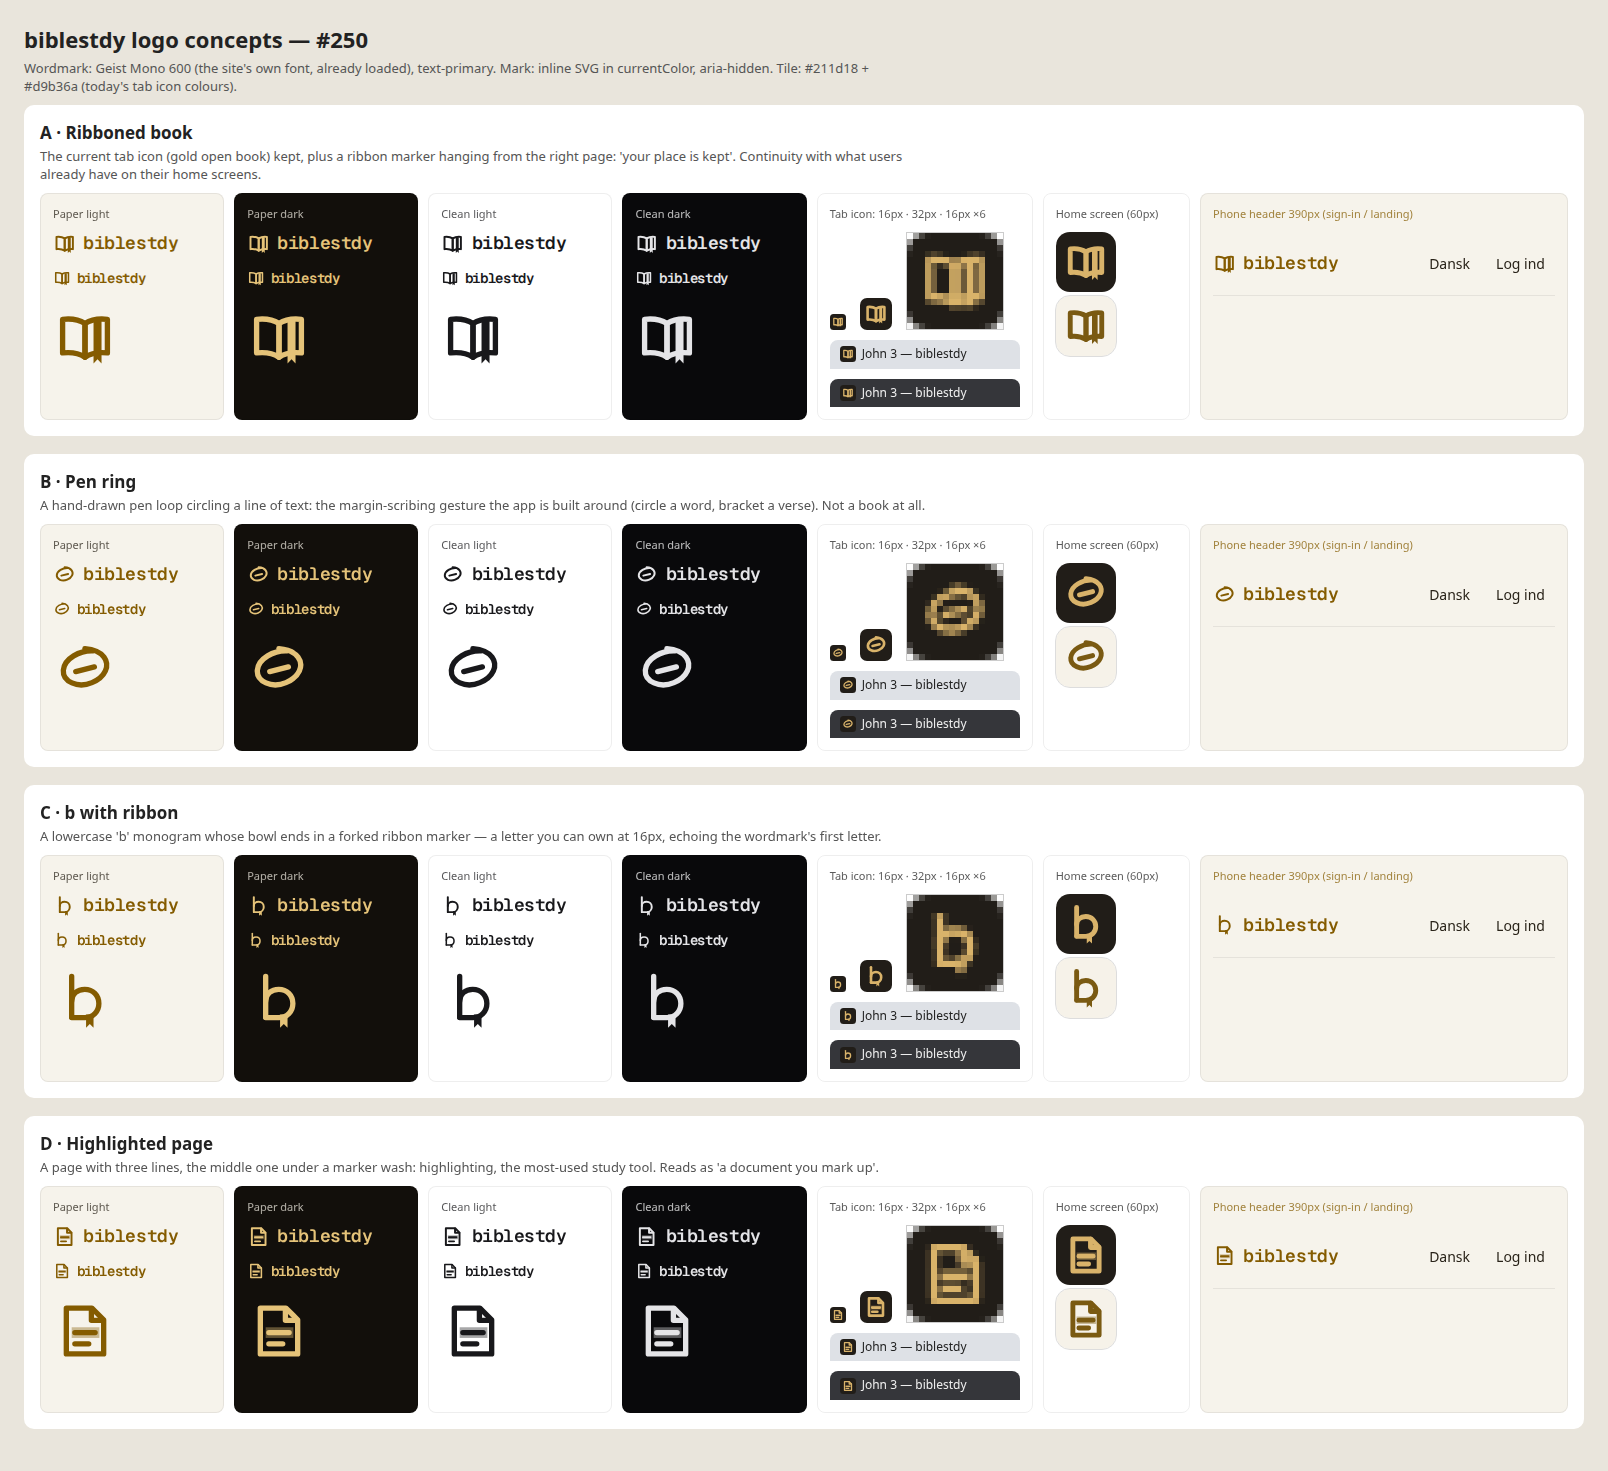 biblestdy logo concepts — #250
Wordmark: Geist Mono 600 (the site's own font, already loaded), text-primary. Mark: inline SVG in currentColor, aria-hidden. Tile: #211d18 +
#d9b36a (today's tab icon colours).
A · Ribboned book
The current tab icon (gold open book) kept, plus a ribbon marker hanging from the right page: 'your place is kept'. Continuity with what users
already have on their home screens.
Paper light
biblestdy
biblestdy
Paper dark
biblestdy
biblestdy
Clean light
biblestdy
biblestdy
Clean dark
biblestdy
biblestdy
Tab icon: 16px · 32px · 16px ×6
John 3 — biblestdy
John 3 — biblestdy
Home screen (60px)
Phone header 390px (sign-in / landing)
biblestdy Dansk Log ind
B · Pen ring
A hand-drawn pen loop circling a line of text: the margin-scribing gesture the app is built around (circle a word, bracket a verse). Not a book at all.
Paper light
biblestdy
biblestdy
Paper dark
biblestdy
biblestdy
Clean light
biblestdy
biblestdy
Clean dark
biblestdy
biblestdy
Tab icon: 16px · 32px · 16px ×6
John 3 — biblestdy
John 3 — biblestdy
Home screen (60px)
Phone header 390px (sign-in / landing)
biblestdy Dansk Log ind
C · b with ribbon
A lowercase 'b' monogram whose bowl ends in a forked ribbon marker — a letter you can own at 16px, echoing the wordmark's first letter.
Paper light
b biblestdy
b biblestdy
b
Paper dark
b biblestdy
b biblestdy
b
Clean light
b biblestdy
b biblestdy
b
Clean dark
b biblestdy
b biblestdy
b
Tab icon: 16px · 32px · 16px ×6
b b b
b John 3 — biblestdy
b John 3 — biblestdy
Home screen (60px)
b
b
Phone header 390px (sign-in / landing)
b biblestdy Dansk Log ind
D · Highlighted page
A page with three lines, the middle one under a marker wash: highlighting, the most-used study tool. Reads as 'a document you mark up'.
Paper light
biblestdy
biblestdy
Paper dark
biblestdy
biblestdy
Clean light
biblestdy
biblestdy
Clean dark
biblestdy
biblestdy
Tab icon: 16px · 32px · 16px ×6
John 3 — biblestdy
John 3 — biblestdy
Home screen (60px)
Phone header 390px (sign-in / landing)
biblestdy Dansk Log ind